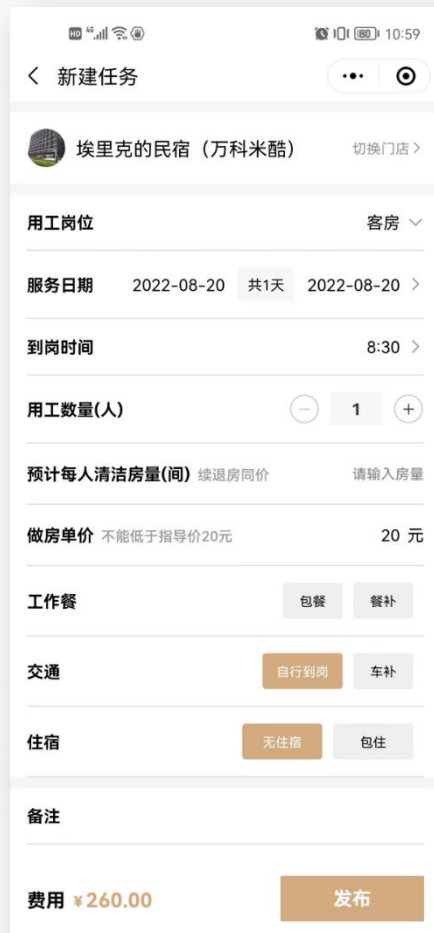 HD 4G 80 10:59
新建任务
埃里克的民宿（万科米酷） 切换门店
用工岗位 客房
服务日期 2022-08-20 共1天 2022-08-20
到岗时间 8:30
用工数量(人) 1
预计每人清洁房量(间) 续退房同价 请输入房量
做房单价 不能低于指导价20元 20 元
工作餐 包餐 餐补
交通 自行到岗 车补
住宿 无住宿 包住
备注
费用 ¥260.00 发布